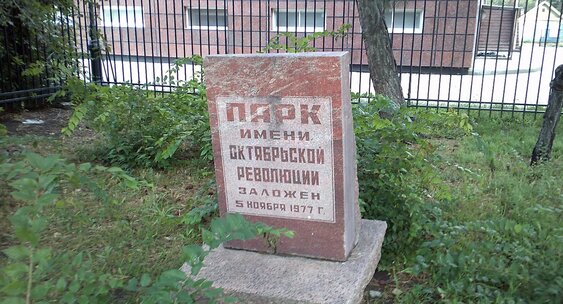 ПАРК
ИМЕНИ
ОКТЯБРЬСКОЙ
РЕВОЛЮЦИИ
ЗАЛОЖЕН
5 НОЯБРЯ 1977 Г.